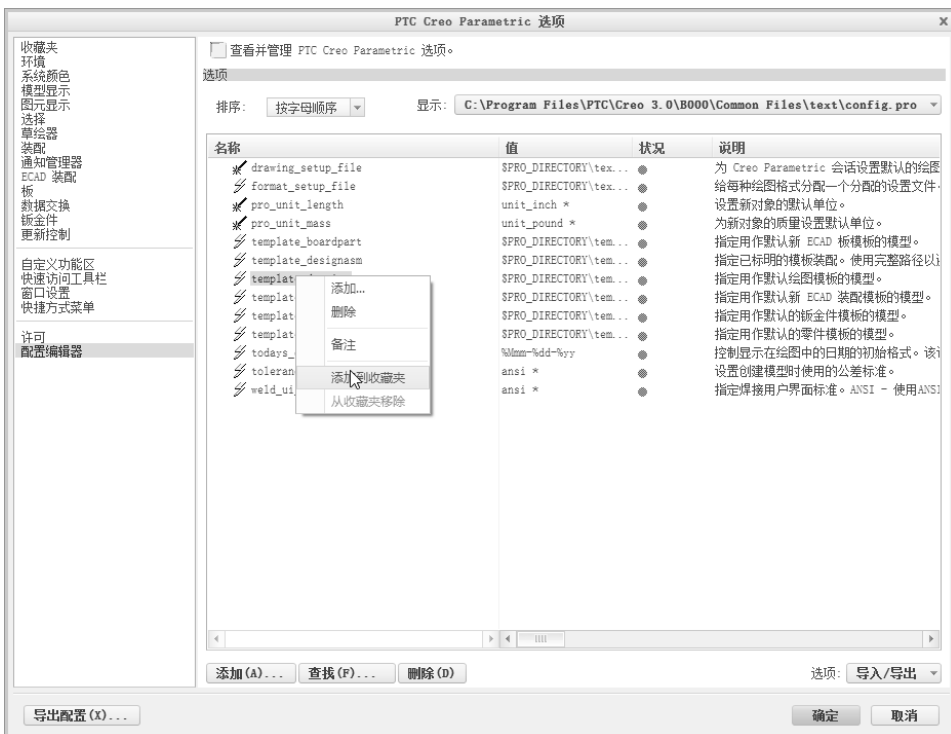 PTC Creo Parametric 选项
x
收藏夹
环境
系统颜色
模型显示
图元显示
选择
草绘器
装配
通知管理器
ECAD 装配
板
数据交换
钣金件
更新控制
自定义功能区
快速访问工具栏
窗口设置
快捷方式菜单
许可
配置编辑器
查看并管理 PTC Creo Parametric 选项。
选项
排序: 按字母顺序 显示: C:\Program Files\PTC\Creo 3.0\B000\Common Files\text\config.pro
名称 值 状况 说明
drawing_setup_file $PRO_DIRECTORY\tex... 为 Creo Parametric 会话设置默认的绘图
format_setup_file $PRO_DIRECTORY\tex... 给每种绘图格式分配一个分配的设置文件
pro_unit_length unit_inch * 设置新对象的默认单位。
pro_unit_mass unit_pound * 为新对象的质量设置默认单位。
template_boardpart $PRO_DIRECTORY\tem... 指定用作默认新 ECAD 板模板的模型。
template_designasm $PRO_DIRECTORY\tem... 指定已标明的模板装配。使用完整路径以
templat $PRO_DIRECTORY\tem... 指定用作默认绘图模板的模型。
templat $PRO_DIRECTORY\tem... 指定用作默认新 ECAD 装配模板的模型。
templat $PRO_DIRECTORY\tem... 指定用作默认的钣金件模板的模型。
templat $PRO_DIRECTORY\tem... 指定用作默认的零件模板的模型。
todays_ %Mmm-%dd-%yy 控制显示在绘图中的日期的初始格式。该
toleran ansi * 设置创建模型时使用的公差标准。
weld_ui ansi * 指定焊接用户界面标准。ANSI - 使用ANSI
添加...
删除
备注
添加到收藏夹
从收藏夹移除
添加(A)... 查找(F)... 删除(D) 选项: 导入/导出
导出配置(X)... 确定 取消